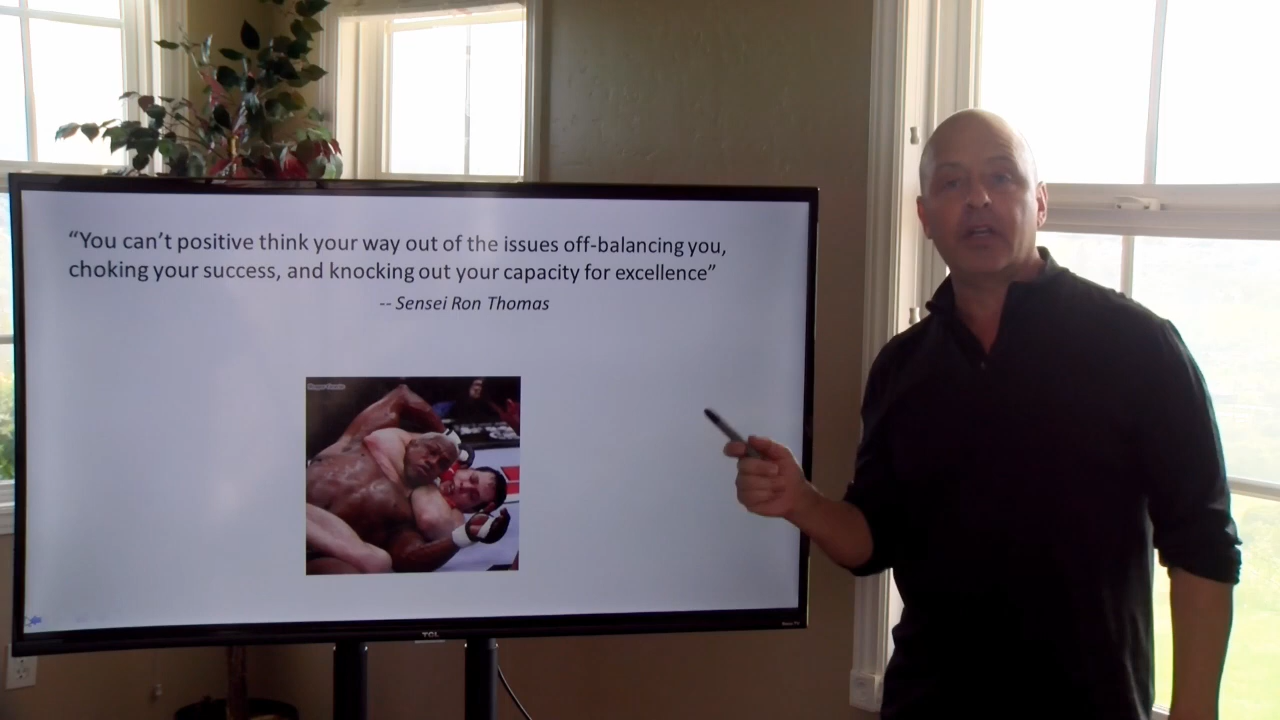 “You can’t positive think your way out of the issues off-balancing you,
choking your success, and knocking out your capacity for excellence”
-- Sensei Ron Thomas
TCL